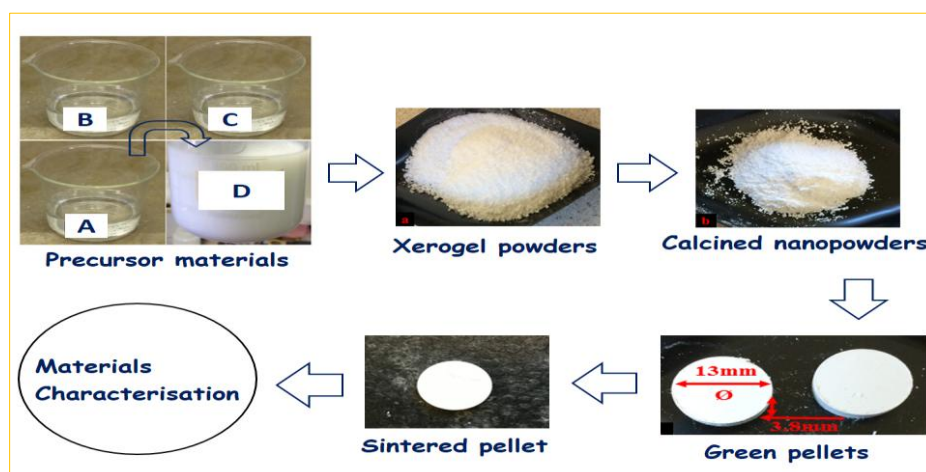 B
C
A
D
Precursor materials
a
Xerogel powders
b
Calcined nanopowders
Materials
Characterisation
Sintered pellet
13mm
Ø
3.8mm
Green pellets